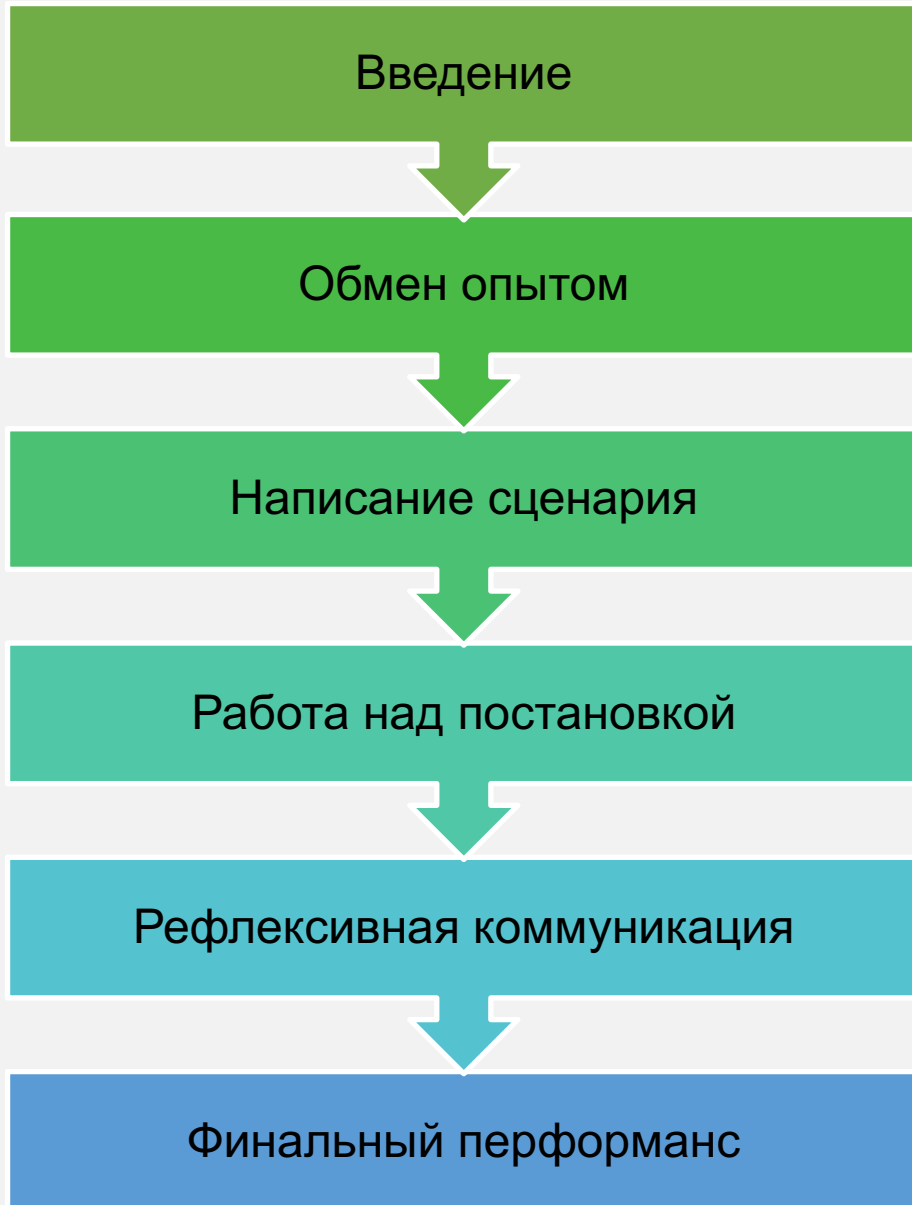 Введение
Обмен опытом
Написание сценария
Работа над постановкой
Рефлексивная коммуникация
Финальный перформанс